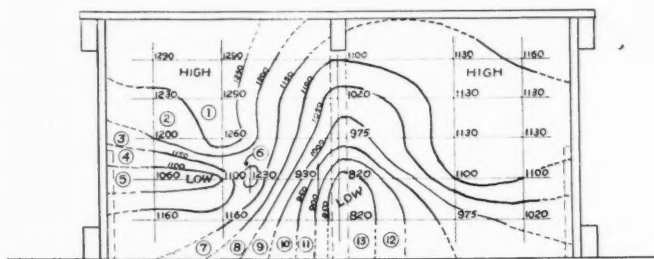 1290 1290 1100 1160
HIGH HIGH
1130
1230 1290 1020 1130 1130
② ①
③ 1200 1260 975 1130 1130
④ 1150 ⑥
1100
⑤ 1060 LOW 1100 1230 930 820 1100 1100
LOW
1160 1160 820 975 1020
⑦ ⑧ ⑨ ⑩ ⑪ ⑬ ⑫